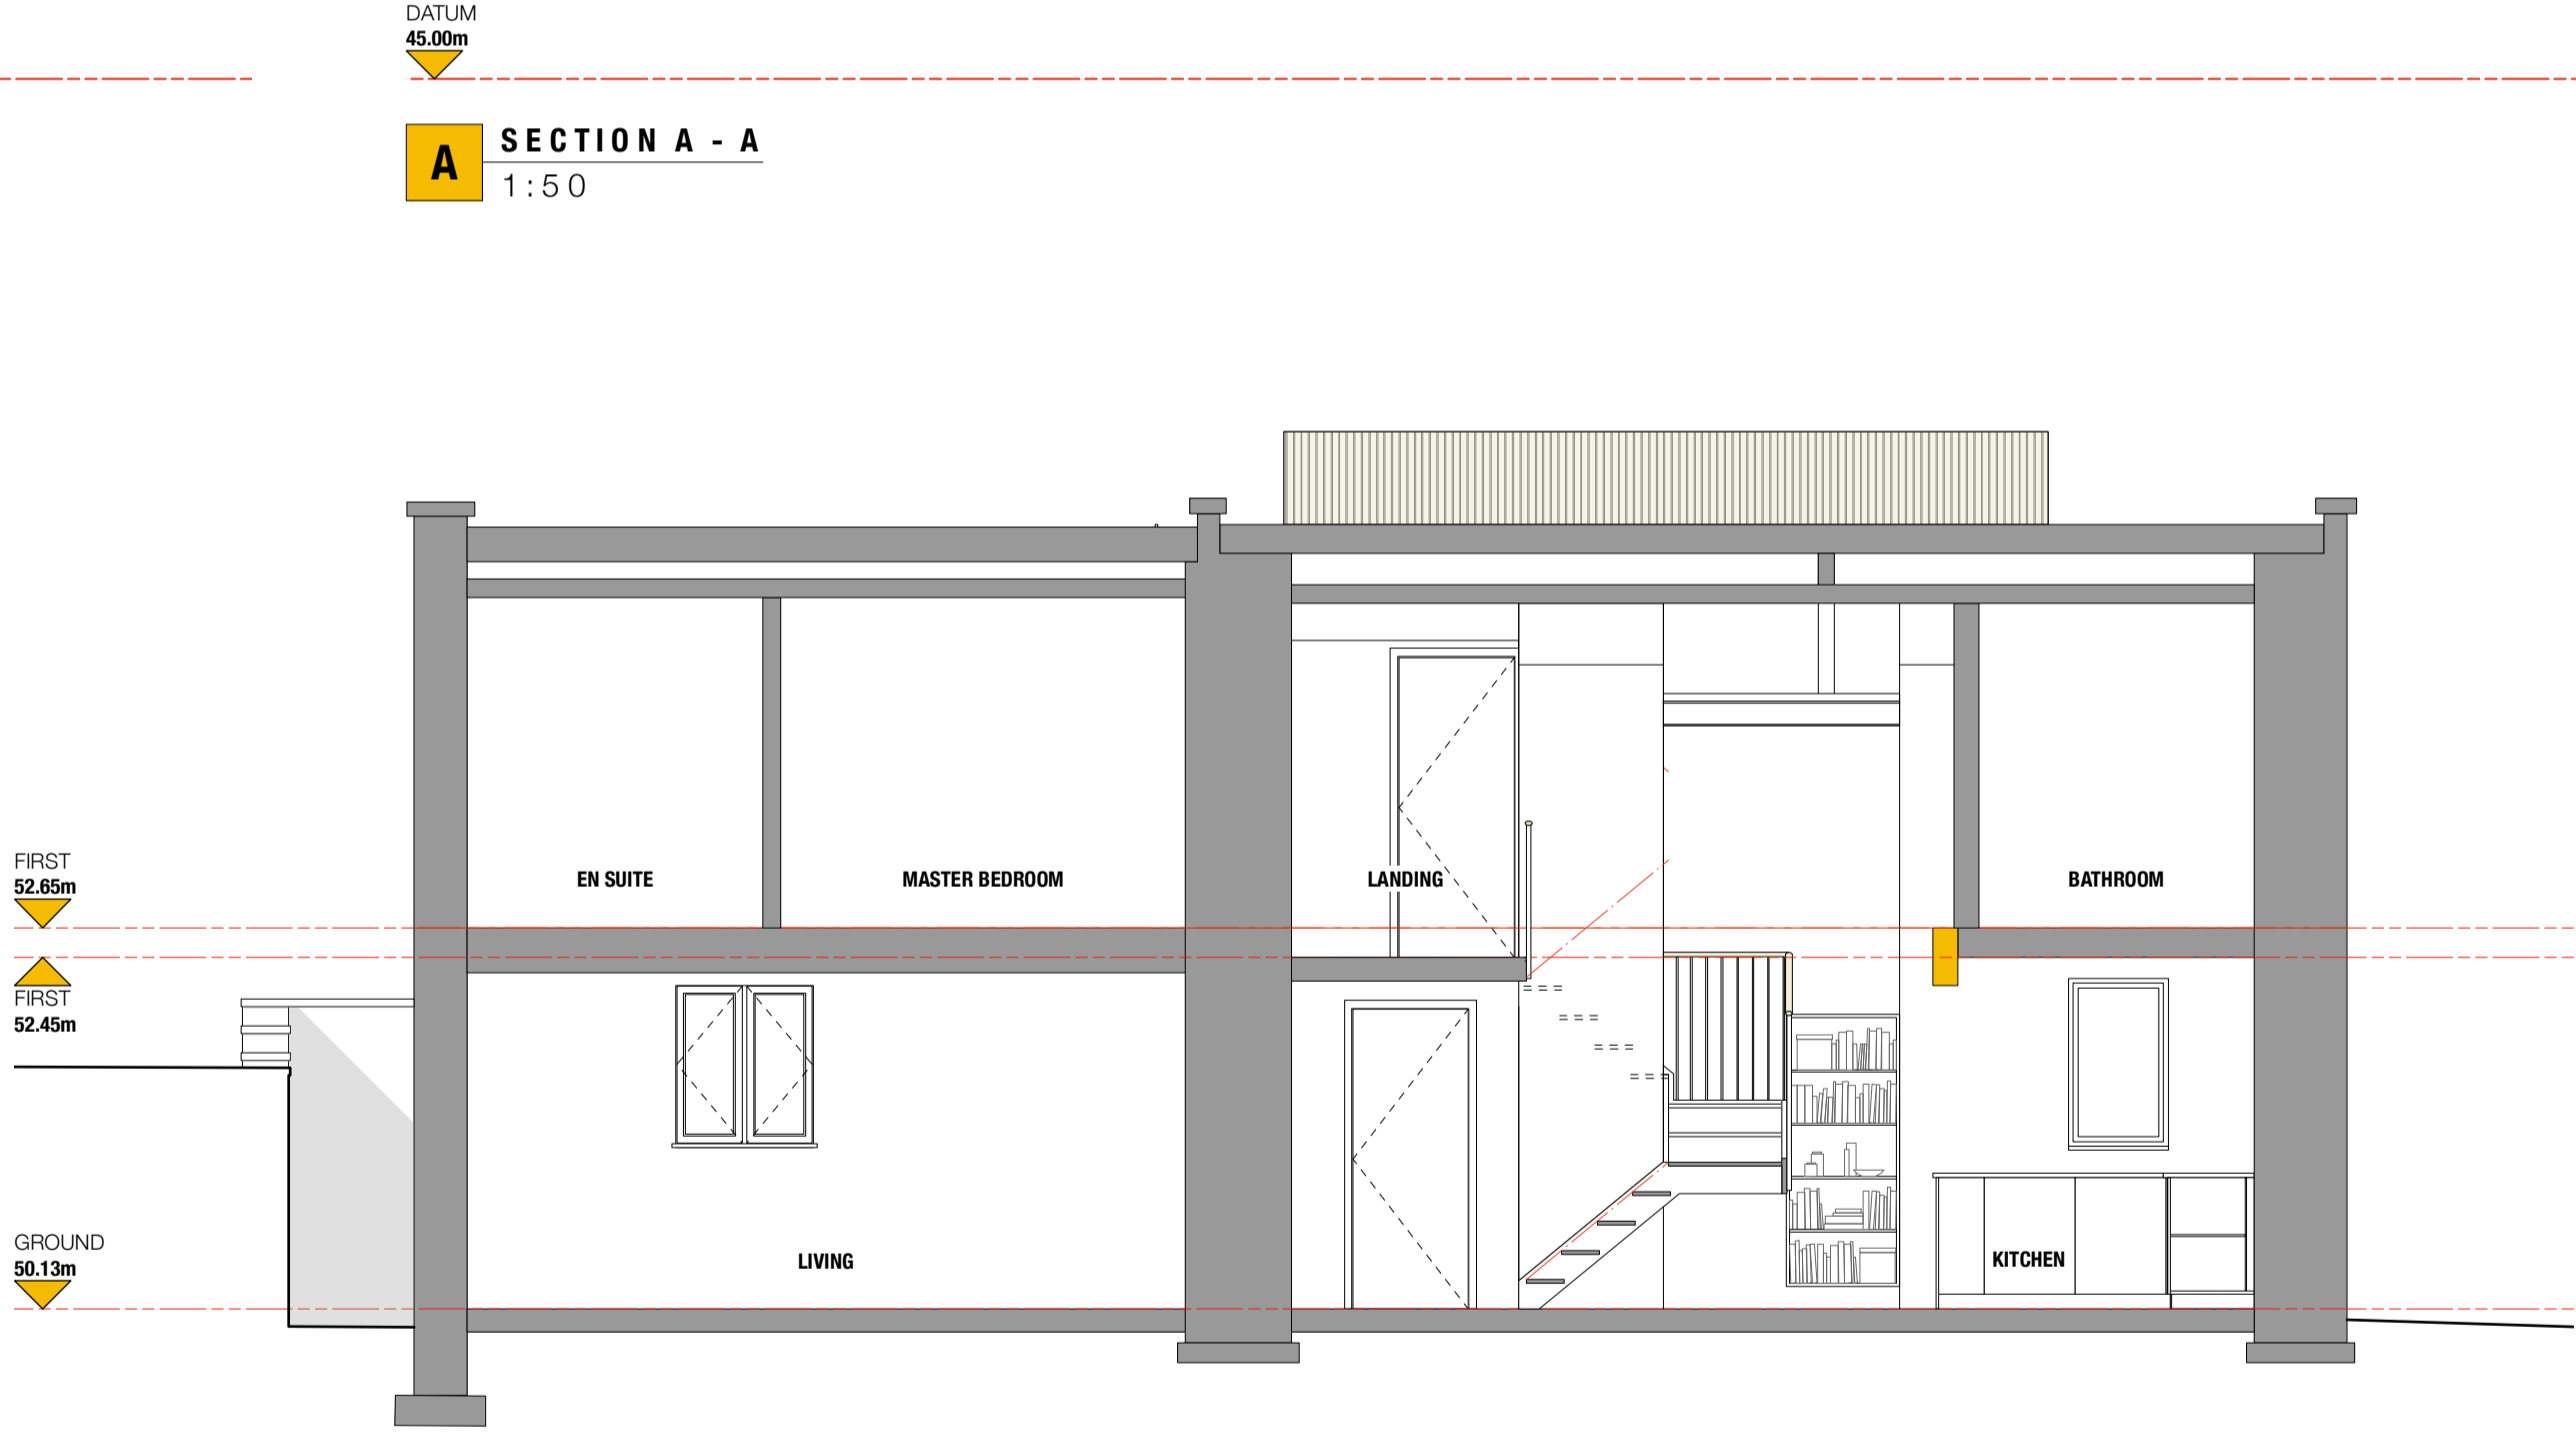 DATUM
45.00m
A
SECTION A - A
1:50
EN SUITE
MASTER BEDROOM
LANDING
BATHROOM
FIRST
52.65m
FIRST
52.45m
GROUND
50.13m
LIVING
KITCHEN